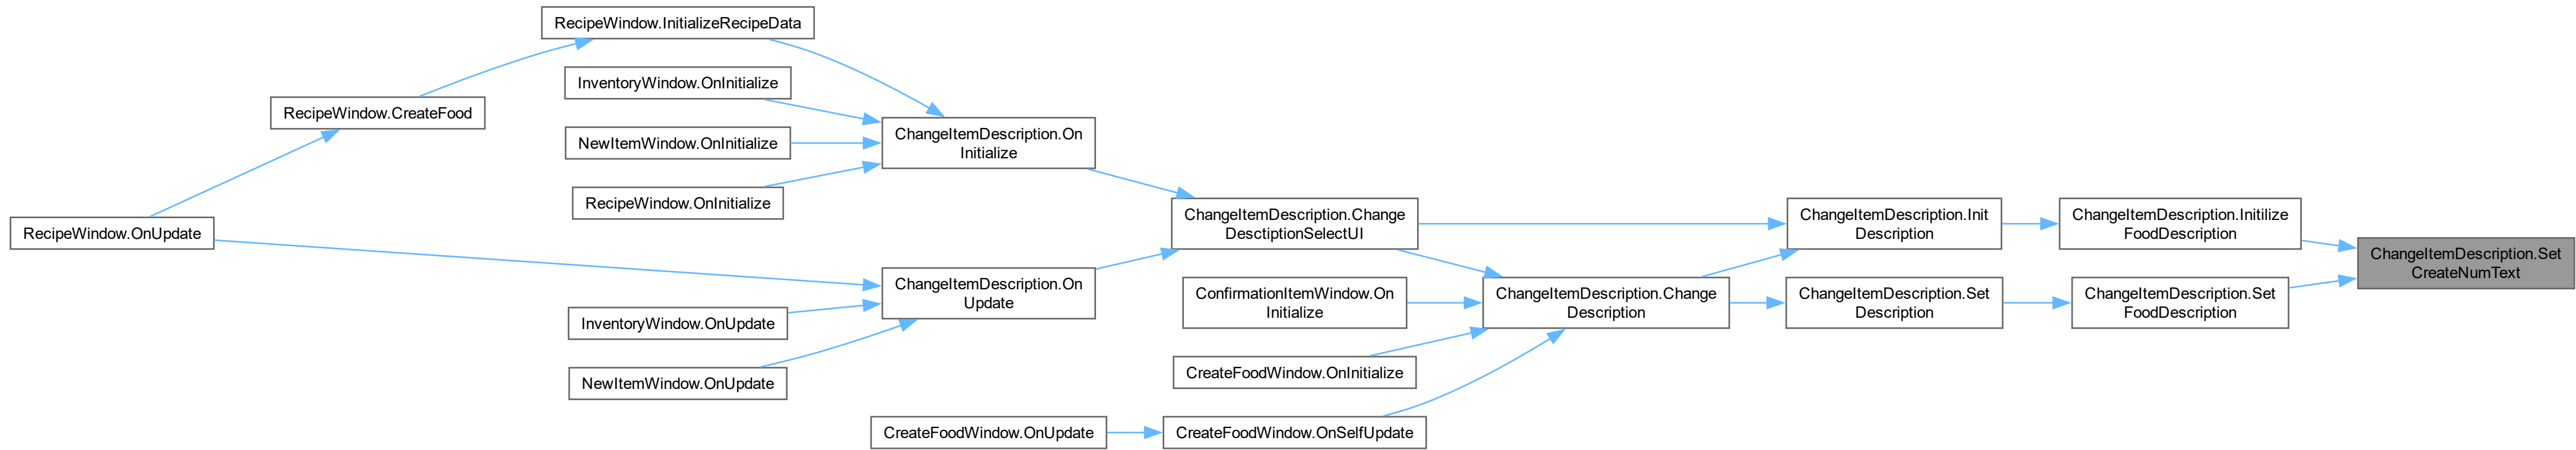 RecipeWindow.InitializeRecipeData
InventoryWindow.OnInitialize
RecipeWindow.CreateFood
ChangeItemDescription.On
Initialize
NewItemWindow.OnInitialize
RecipeWindow.OnInitialize
RecipeWindow.OnUpdate
ChangeItemDescription.Change
DesctiptionSelectUI
ChangeItemDescription.Init
Description
ChangeItemDescription.Initilize
FoodDescription
ChangeItemDescription.Set
CreateNumText
ChangeItemDescription.On
Update
ConfirmationItemWindow.On
Initialize
ChangeItemDescription.Change
Description
ChangeItemDescription.Set
Description
ChangeItemDescription.Set
FoodDescription
InventoryWindow.OnUpdate
NewItemWindow.OnUpdate
CreateFoodWindow.OnInitialize
CreateFoodWindow.OnUpdate
CreateFoodWindow.OnSelfUpdate